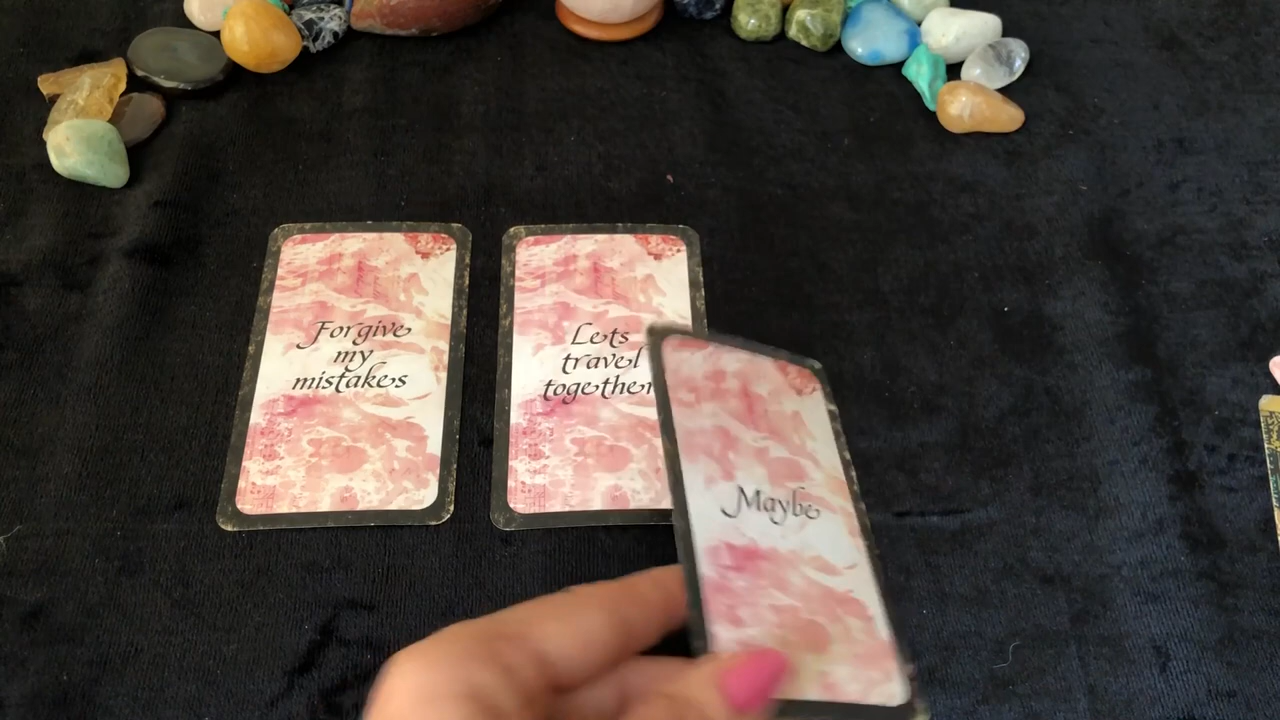 Forgive
my
mistakes
Lets
travel
together
Maybe